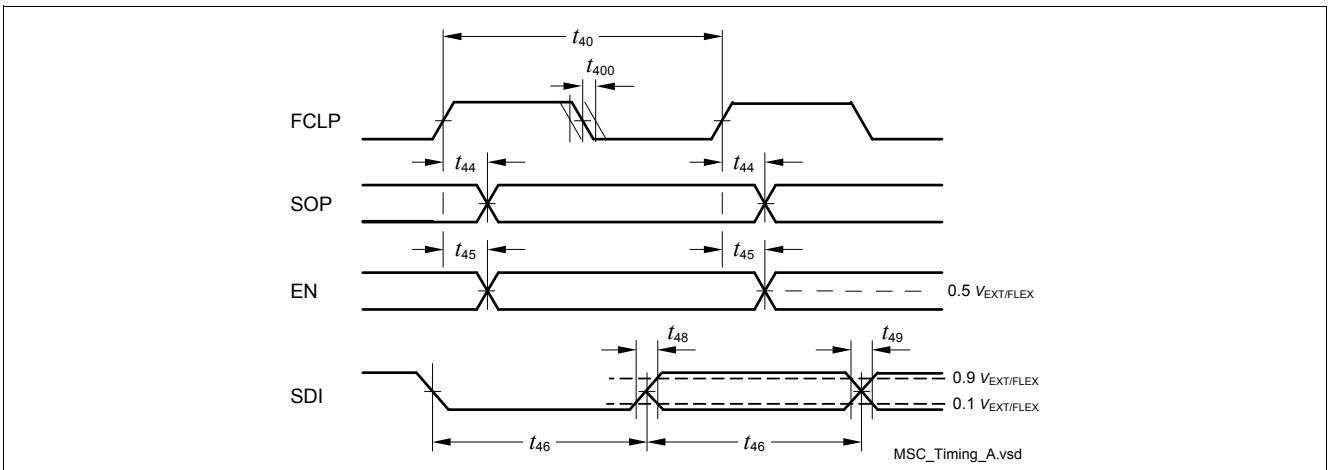 t40
t400
FCLP
t44 t44
SOP
t45 t45
EN
0.5 VEXT/FLEX
t48 t49
SDI
0.9 VEXT/FLEX
0.1 VEXT/FLEX
t46 t46
MSC_Timing_A.vsd